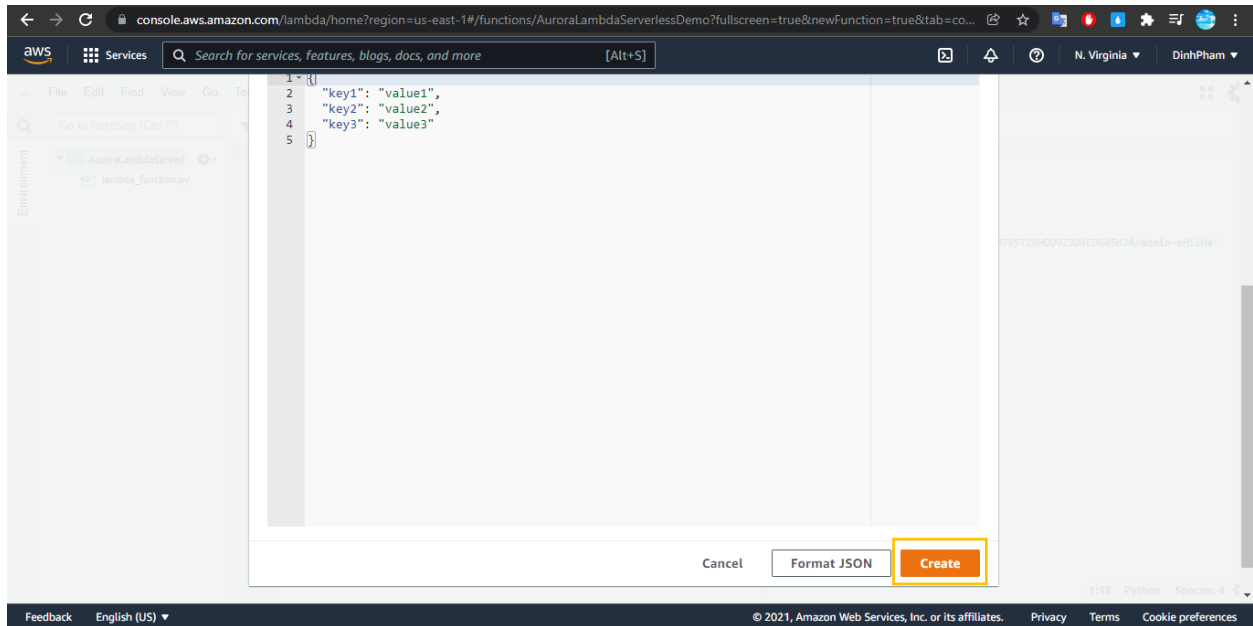 console.aws.amazon.com/lambda/home?region=us-east-1#/functions/AuroraLambdaServerlessDemo?fullscreen=true&newFunction=true&tab=co...
aws Services Search for services, features, blogs, docs, and more [Alt+S] N. Virginia ▼ DinhPham ▼
File Edit Find View Go To
1 {
2 "key1": "value1",
3 "key2": "value2",
4 "key3": "value3"
5 }
Go to Anything (Ctrl-P)
Environment
AuroraLambdaServerl
lambda_function.py
Cancel Format JSON Create
1:12 Python Spaces: 4
Feedback English (US) ▼ © 2021, Amazon Web Services, Inc. or its affiliates. Privacy Terms Cookie preferences